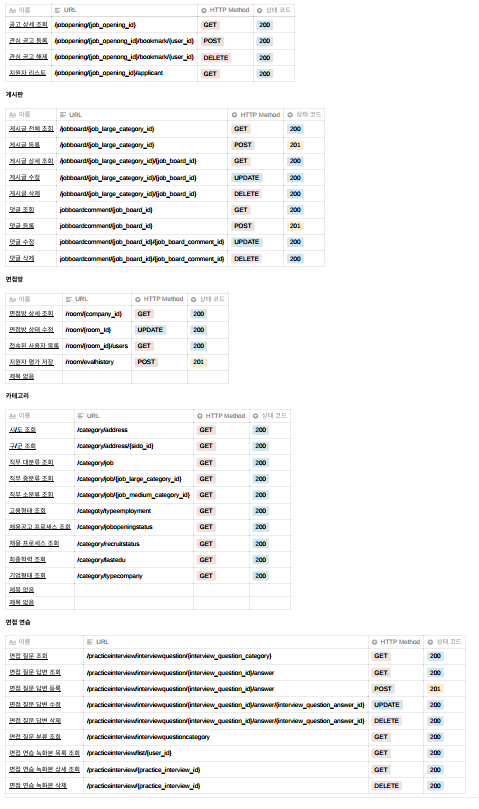 Aa 이름 URL HTTP Method 상태 코드
공고 상세 조회 /jobopening/{job_opening_id} GET 200
관심 공고 등록 /jobopening/{job_openong_id}/bookmark/{user_id} POST 200
관심 공고 해제 /jobopening/{job_openong_id}/bookmark/{user_id} DELETE 200
지원자 리스트 /jobopening/{job_opening_id}/applicant GET 200
게시판
Aa 이름 URL HTTP Method 상태 코드
게시글 전체 조회 /jobboard/{job_large_category_id} GET 200
게시글 등록 /jobboard/{job_large_category_id} POST 201
게시글 상세 조회 /jobboard/{job_large_category_id}/{job_board_id} GET 200
게시글 수정 /jobboard/{job_large_category_id}/{job_board_id} UPDATE 200
게시글 삭제 /jobboard/{job_large_category_id}/{job_board_id} DELETE 200
댓글 조회 jobboardcomment/{job_board_id} GET 200
댓글 등록 jobboardcomment/{job_board_id} POST 201
댓글 수정 jobboardcomment/{job_board_id}/{job_board_comment_id} UPDATE 200
댓글 삭제 jobboardcomment/{job_board_id}/{job_board_comment_id} DELETE 200
면접방
Aa 이름 URL HTTP Method 상태 코드
면접방 상세 조회 /room/{company_id} GET 200
면접방 상태 수정 /room/{room_id} UPDATE 200
접속된 사용자 목록 /room/{room_id}/users GET 200
지원자 평가 저장 /room/evalhistory POST 201
제목 없음
카테고리
Aa 이름 URL HTTP Method 상태 코드
시/도 조회 /category/address GET 200
구/군 조회 /category/address/{sido_id} GET 200
직무 대분류 조회 /category/job GET 200
직무 중분류 조회 /category/job/{job_large_category_id} GET 200
직무 소분류 조회 /category/job/{job_medium_category_id} GET 200
고용형태 조회 /categotytypeemployment GET 200
채용공고 프로세스 조회 /category/jobopeningstatus GET 200
채용 프로세스 조회 /category/recruitstatus GET 200
최종학력 조회 /category/lastedu GET 200
기업형태 조회 /category/typecompany GET 200
제목 없음
제목 없음
면접 연습
Aa 이름 URL HTTP Method 상태 코드
면접 질문 조회 /practiceinterview/interviewquestion/{interview_question_category} GET 200
면접 질문 답변 조회 /practiceinterview/interviewquestion/{interview_question_id}/answer GET 200
면접 질문 답변 등록 /practiceinterview/interviewquestion/{interview_question_id}/answer POST 201
면접 질문 답변 수정 /practiceinterview/interviewquestion/{interview_question_id}/answer/{interview_question_answer_id} UPDATE 200
면접 질문 답변 삭제 /practiceinterview/interviewquestion/{interview_question_id}/answer/{interview_question_answer_id} DELETE 200
면접 질문 분류 조회 /practiceinterview/interviewquestioncategory GET 200
면접 연습 녹화본 목록 조회 /practiceinterview/list/{user_id} GET 200
면접 연습 녹화본 상세 조회 /practiceinterview/{practice_interview_id} GET 200
면접 연습 녹화본 삭제 /practiceinterview/{practice_interview_id} DELETE 200